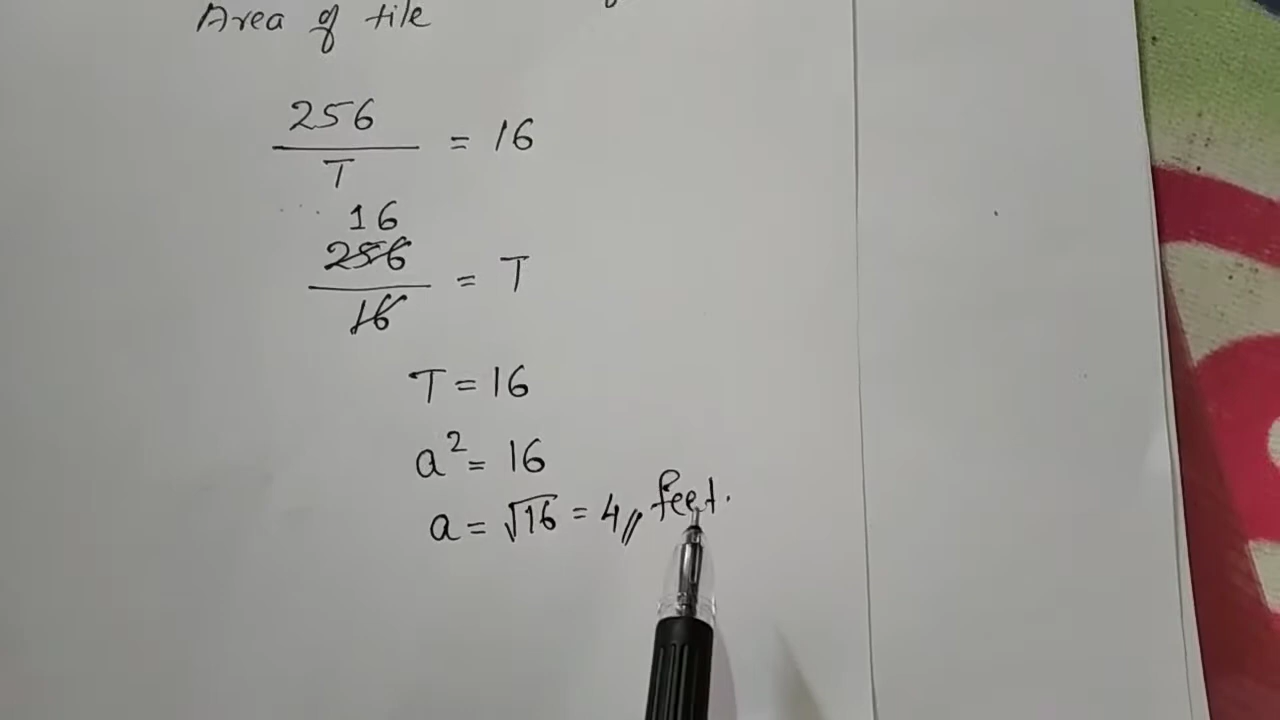 Area of tile
256
/ T = 16
16
256
/ 16 = T
T = 16
a² = 16
a = √16 = 4 // feet.